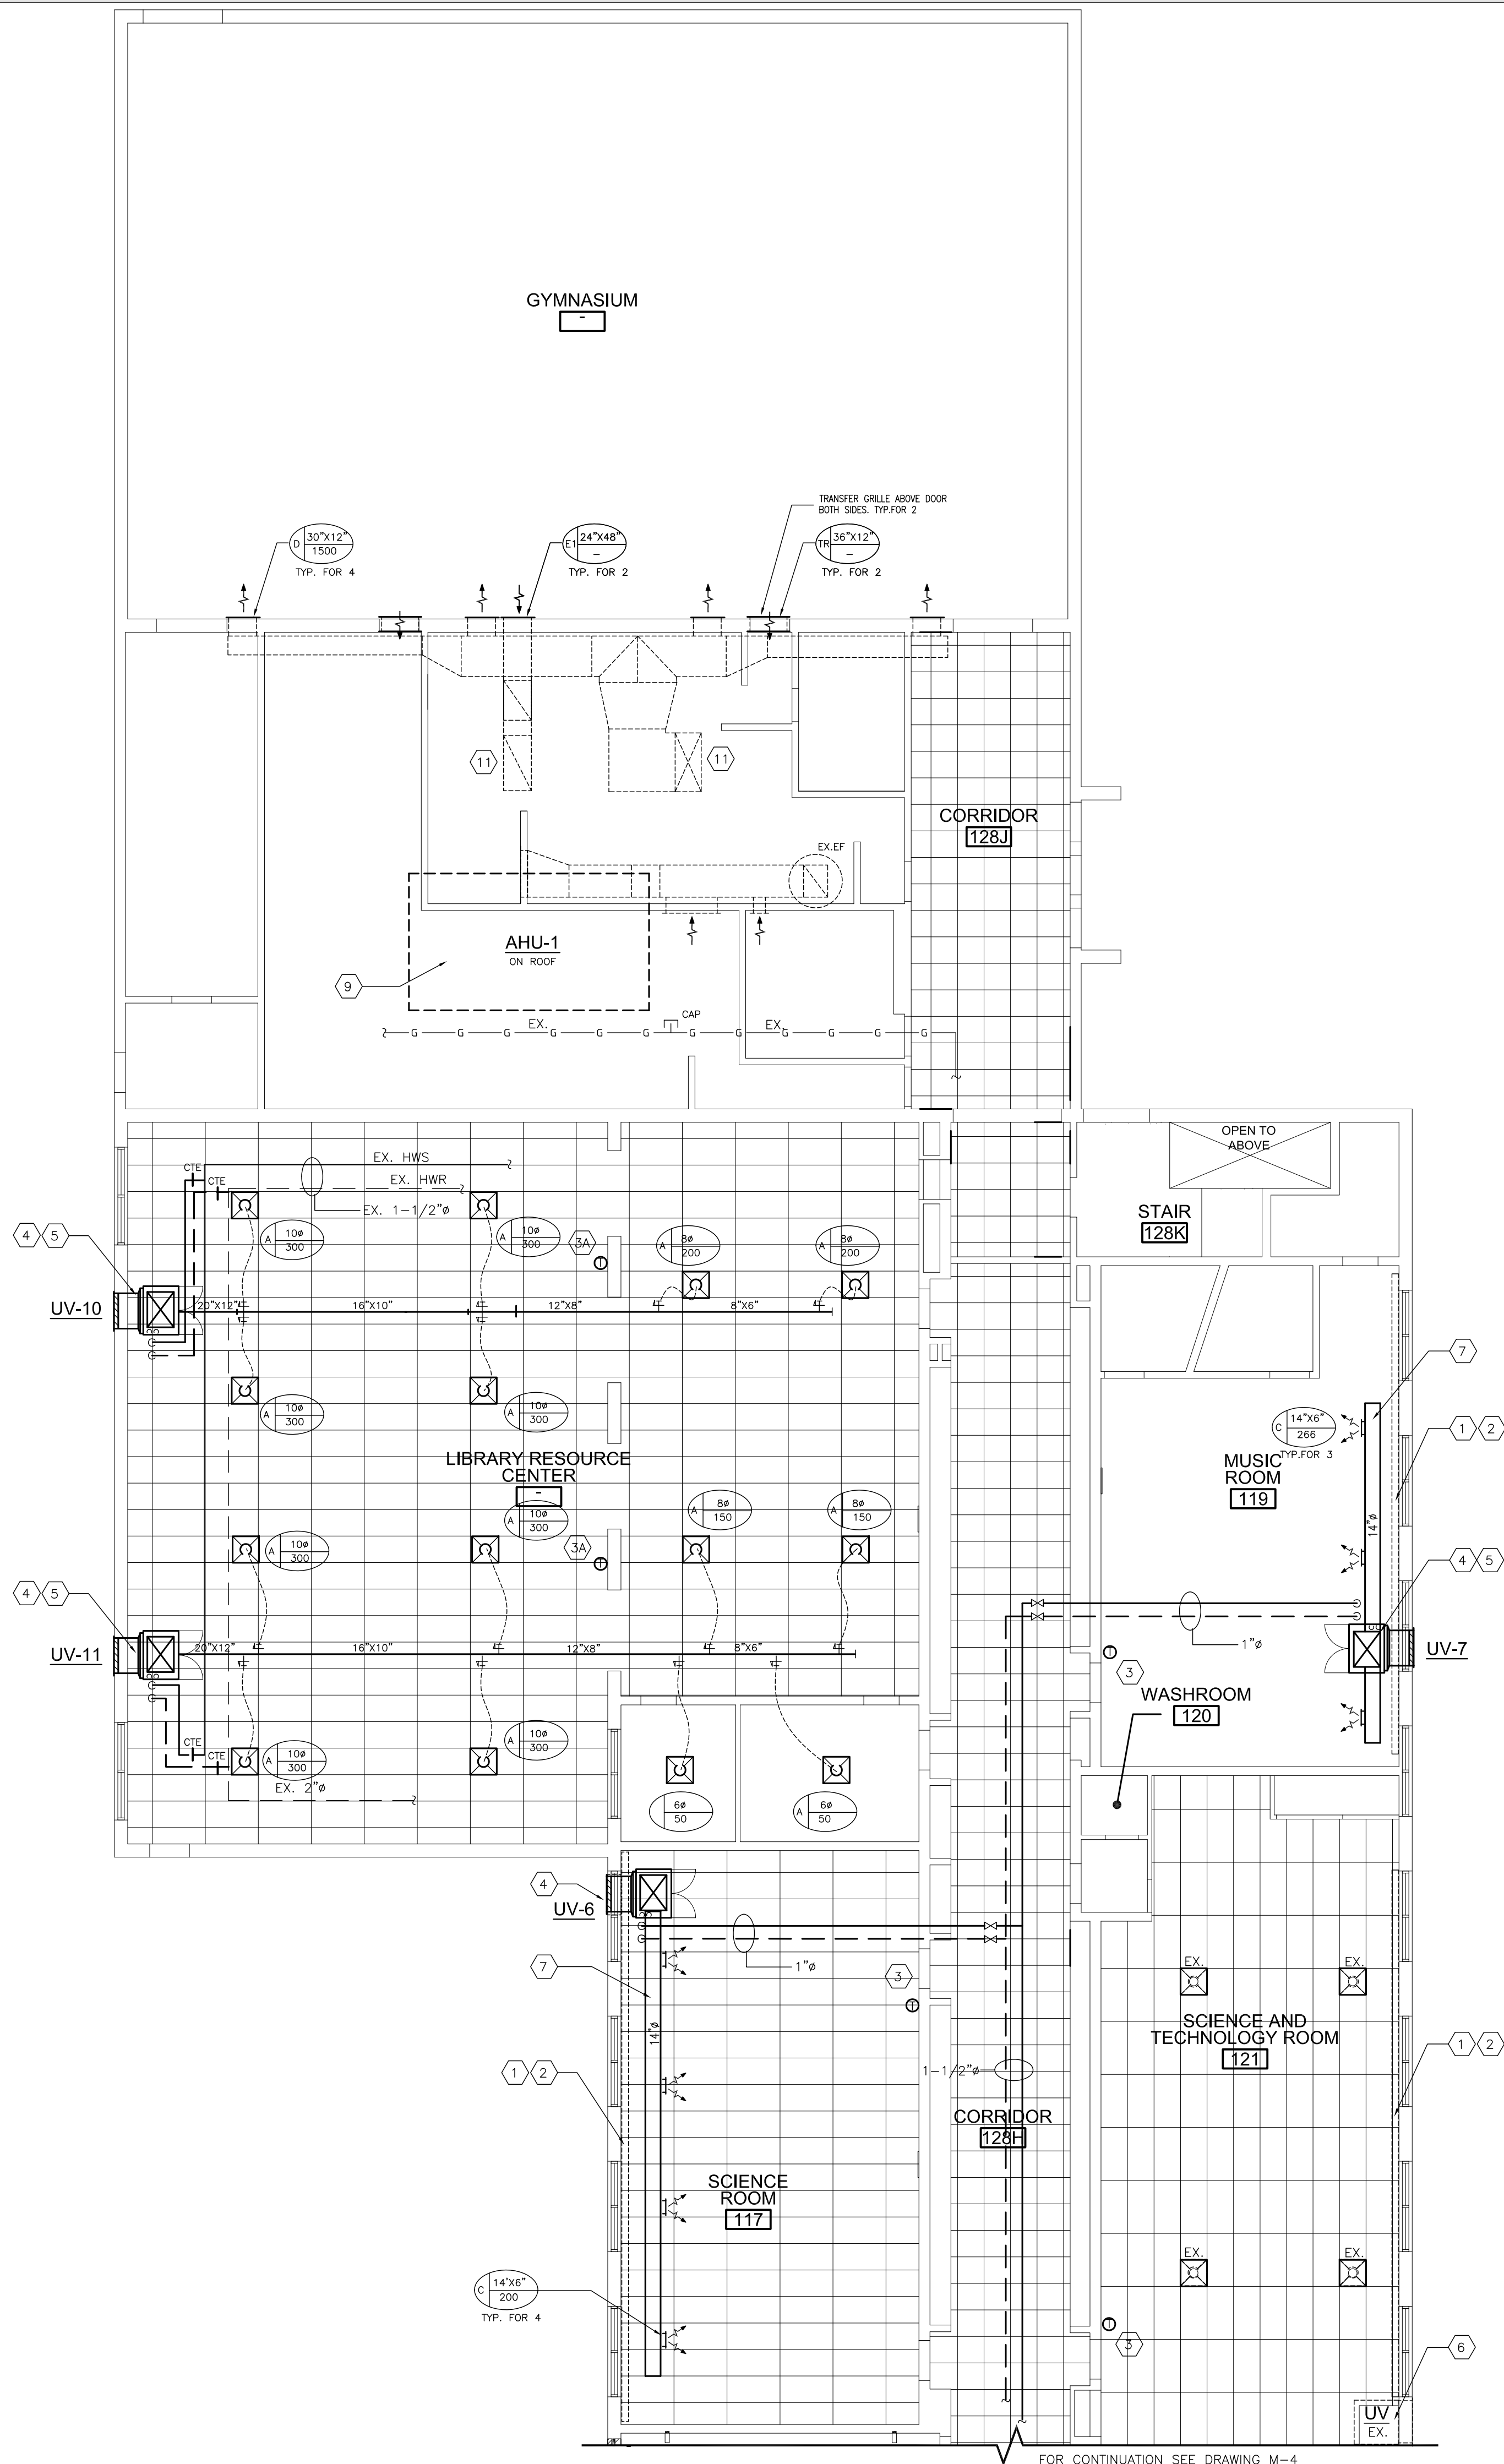 GYMNASIUM
-
TRANSFER GRILLE ABOVE DOOR
BOTH SIDES. TYP.FOR 2
D 30"X12"
1500
TYP. FOR 4
E1 24"X48"
-
TYP. FOR 2
TR 36"X12"
-
TYP. FOR 2
11
11
CORRIDOR
128J
EX.EF
AHU-1
ON ROOF
9
CAP
EX.
EX.
G G G G G G G G G G G G
OPEN TO
ABOVE
STAIR
128K
EX. HWS
EX. HWR
EX. 1-1/2"ø
CTE
CTE
4 5
UV-10
A 10ø
300
A 10ø
300
3A
T
A 8ø
200
A 8ø
200
20"X12"
16"X10"
12"X8"
8"X6"
A 10ø
300
A 10ø
300
LIBRARY RESOURCE
CENTER
-
A 10ø
300
A 10ø
300
3A
T
A 8ø
150
A 8ø
150
4 5
UV-11
20"X12"
16"X10"
12"X8"
8"X6"
CTE
CTE
A 10ø
300
A 10ø
300
EX. 2"ø
A 6ø
50
A 6ø
50
7
1 2
C 14"X6"
266
TYP.FOR 3
MUSIC
ROOM
119
14"ø
4 5
UV-7
1"ø
T
3
WASHROOM
120
4
UV-6
1"ø
3
T
7
14"ø
1 2
SCIENCE
ROOM
117
C 14'X6"
200
TYP. FOR 4
1-1/2"ø
CORRIDOR
128H
EX.
EX.
SCIENCE AND
TECHNOLOGY ROOM
121
1 2
EX.
EX.
T
3
6
UV
EX.
FOR CONTINUATION SEE DRAWING M-4